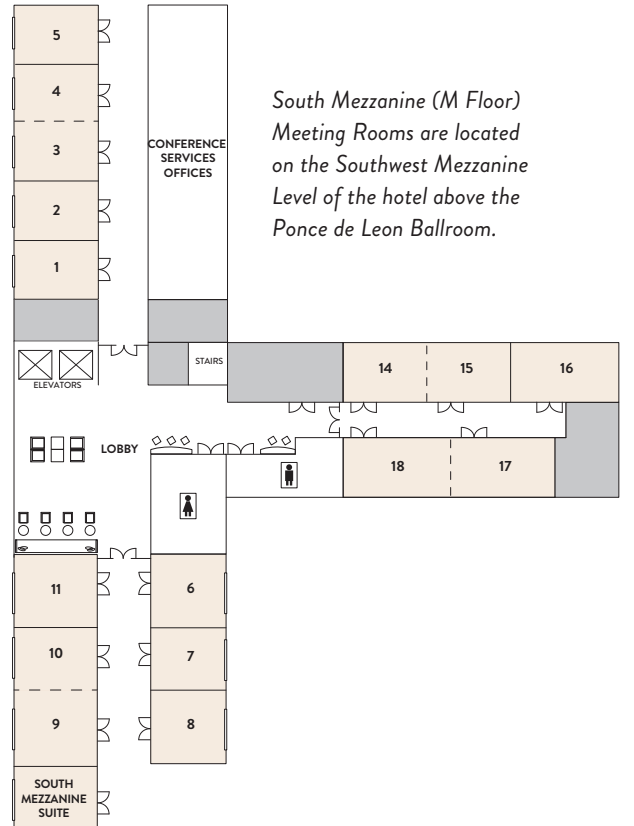 5
4
3
2
1
CONFERENCE
SERVICES
OFFICES
South Mezzanine (M Floor)
Meeting Rooms are located
on the Southwest Mezzanine
Level of the hotel above the
Ponce de Leon Ballroom.
STAIRS
ELEVATORS
14
15
16
LOBBY
18
17
11
10
9
SOUTH
MEZZANINE
SUITE
6
7
8